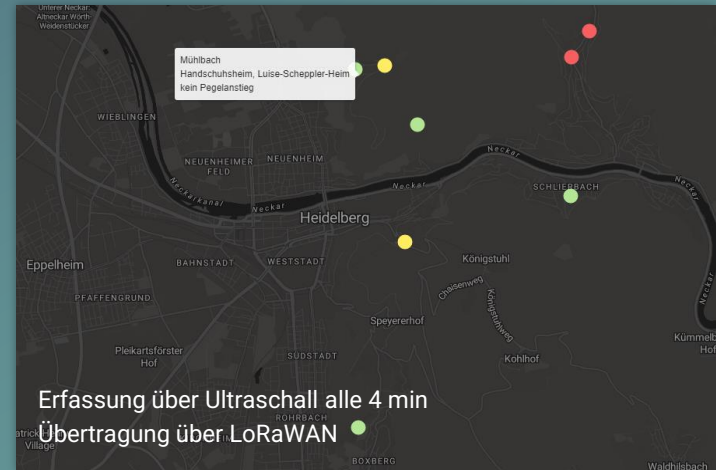 Unterer Neckar:
Altneckar Wörth-
Weidenstücker
Mühlbach
Handschuhsheim, Luise-Scheppler-Heim
kein Pegelanstieg
WIEBLINGEN
NEUENHEIMER
FELD
NEUENHEIM
Neckar
Neckar
SCHLIERBACH
Neckar
Neckarkanal
Neckar
Heidelberg
Eppelheim
BAHNSTADT
WESTSTADT
Königstuhl
Chaisenweg
Königstuhlweg
Neckar
PFAFFENGRUND
Speyererhof
Pleikartsförster
Hof
SÜDSTADT
Kohlhof
Hof
Erfassung über Ultraschall alle 4 min
ROHRBACH
Übertragung über LoRaWAN
Village
BOXBERG
Waldhilsbach